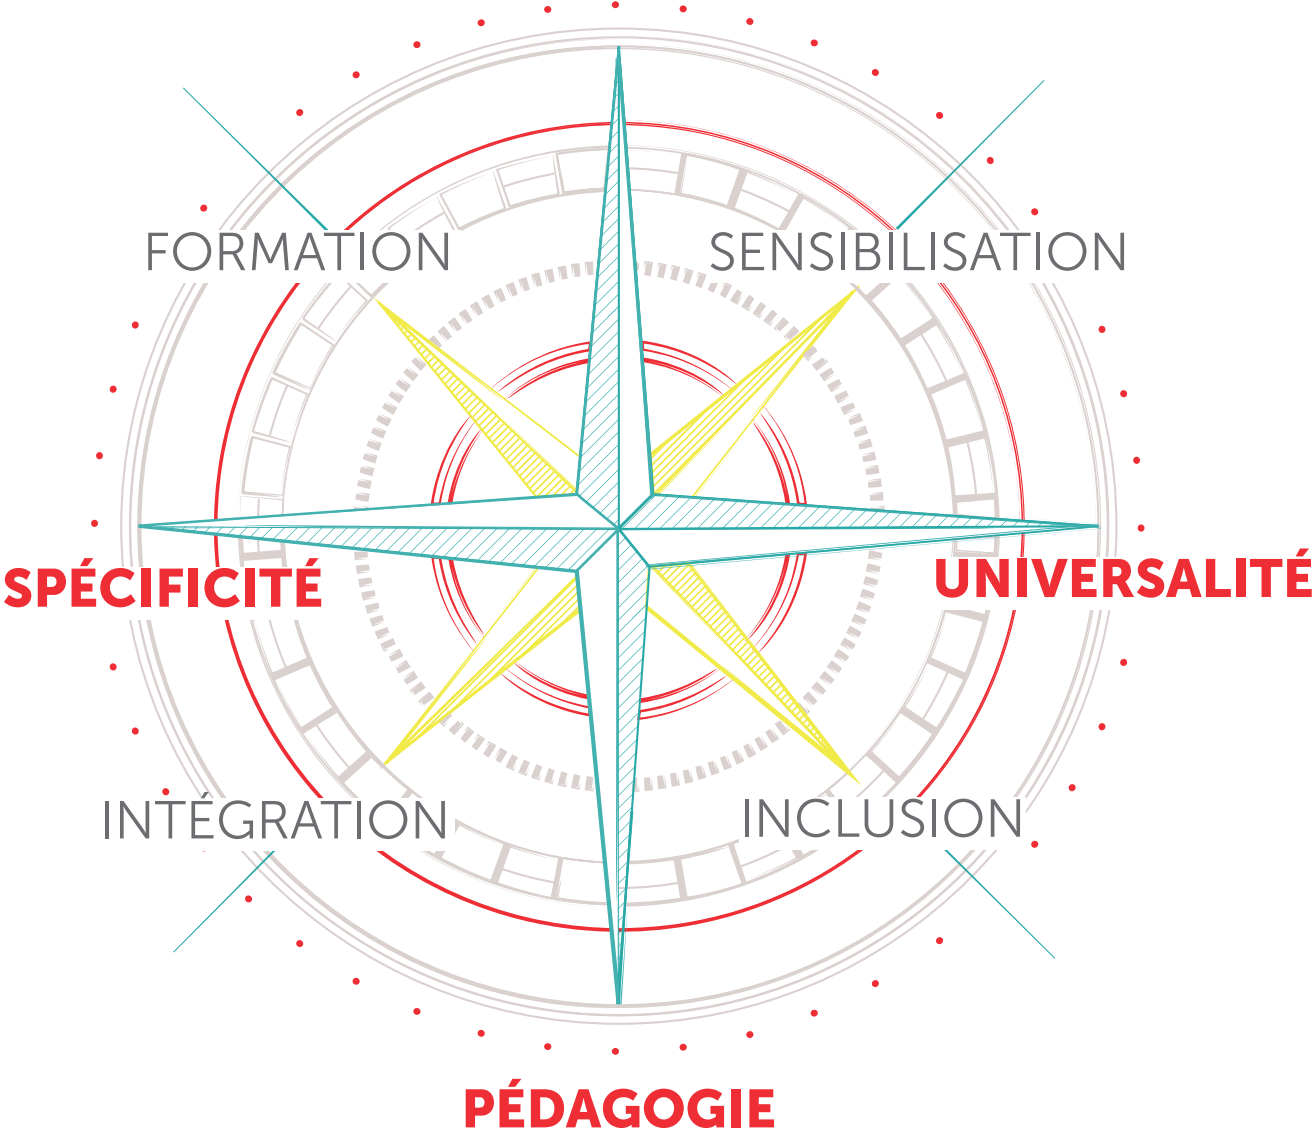 FORMATION
SENSIBILISATION
SPÉCIFICITÉ
UNIVERSALITÉ
INTÉGRATION
INCLUSION
PÉDAGOGIE